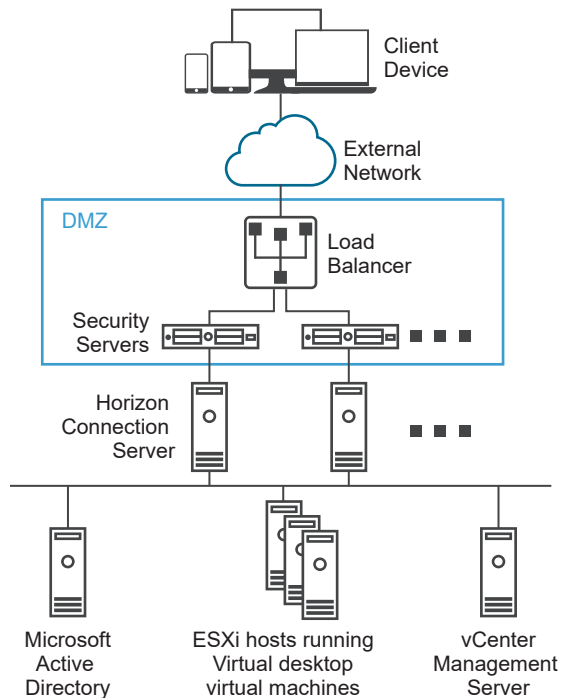 Client
Device
External
Network
DMZ
Load
Balancer
Security
Servers
Horizon
Connection
Server
Microsoft
Active
Directory
ESXi hosts running
Virtual desktop
virtual machines
vCenter
Management
Server